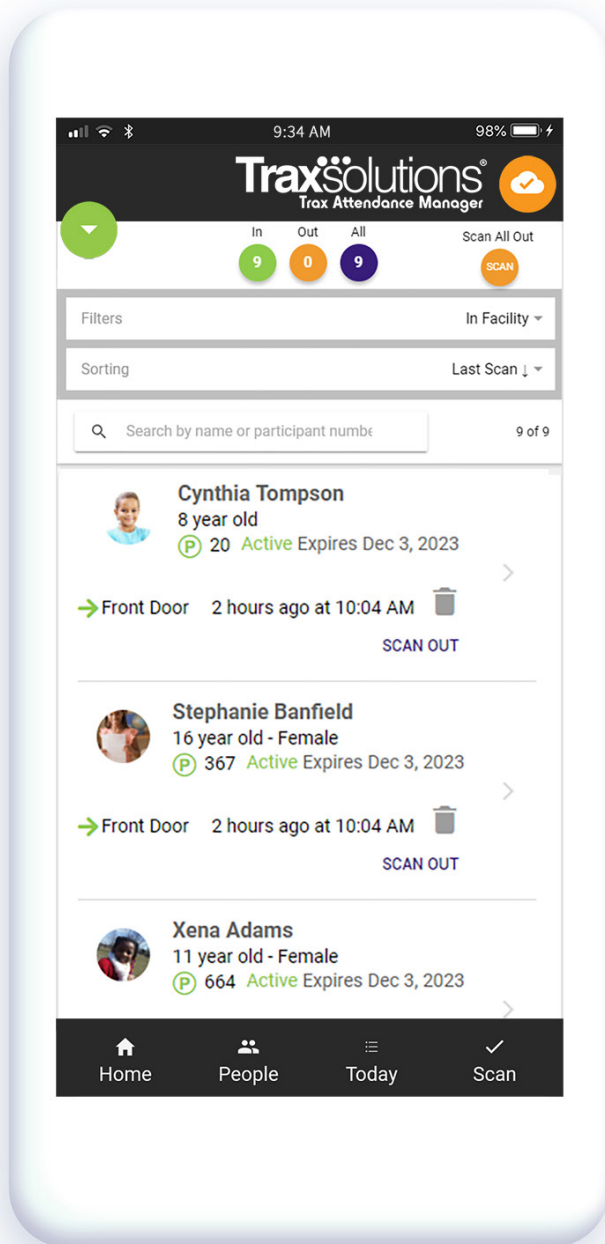 9:34 AM
98%
Traxsolutions®
Trax Attendance Manager
In Out All Scan All Out
9 0 9 SCAN
Filters In Facility
Sorting Last Scan ↓
Search by name or participant numbe 9 of 9
Cynthia Tompson
8 year old
P 20 Active Expires Dec 3, 2023
Front Door 2 hours ago at 10:04 AM
SCAN OUT
Stephanie Banfield
16 year old - Female
P 367 Active Expires Dec 3, 2023
Front Door 2 hours ago at 10:04 AM
SCAN OUT
Xena Adams
11 year old - Female
P 664 Active Expires Dec 3, 2023
Home People Today Scan